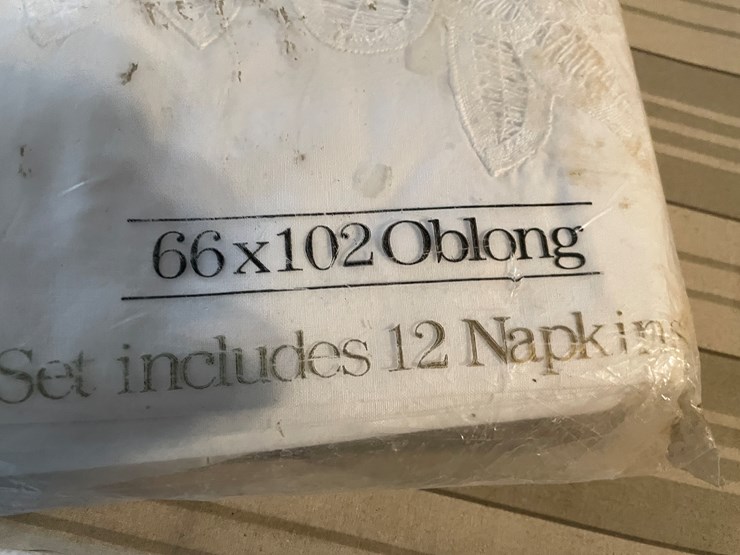 66x102 Oblong
Set includes 12 Napkins